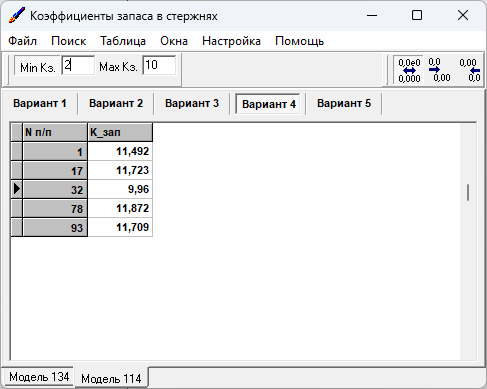 Коэффициенты запаса в стержнях
Файл Поиск Таблица Окна Настройка Помощь
Min Кз. 2 Max Кз. 10 0,0e0 0,000 0,0 0,00 0,00 0,0
Вариант 1 Вариант 2 Вариант 3 Вариант 4 Вариант 5
N п/п K_зап
1 11,492
17 11,723
32 9,96
78 11,872
93 11,709
Модель 134 Модель 114